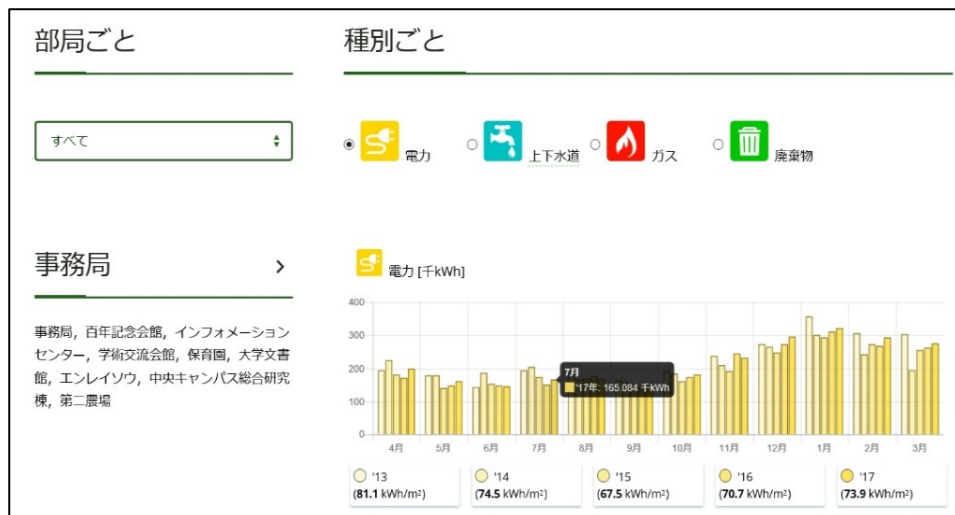 部局ごと
種別ごと
すべて
電力
上下水道
ガス
廃棄物
事務局
事務局, 百年記念会館, インフォメーション
センター, 学術交流会館, 保育園, 大学文書
館, エンレイソウ, 中央キャンパス総合研究
棟, 第二農場
電力 [千kWh]
400
300
200
100
0
7月
'17年: 165.084 千kWh
4月 5月 6月 7月 8月 9月 10月 11月 12月 1月 2月 3月
'13
(81.1 kWh/m²)
'14
(74.5 kWh/m²)
'15
(67.5 kWh/m²)
'16
(70.7 kWh/m²)
'17
(73.9 kWh/m²)